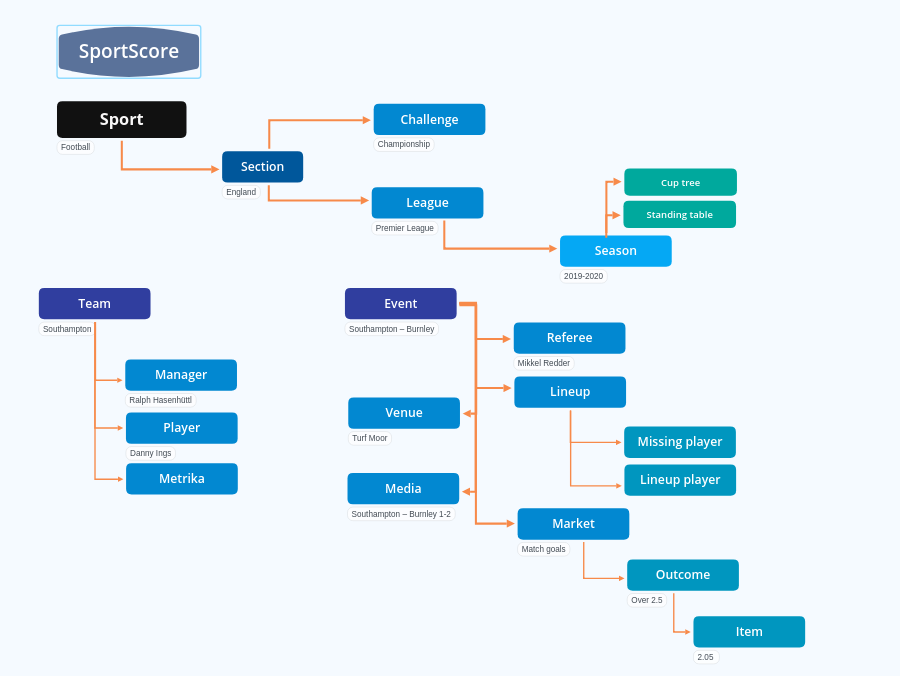 SportScore
Sport
Football
Challenge
Championship
Section
England
League
Premier League
Cup tree
Standing table
Season
2019-2020
Team
Southampton
Manager
Ralph Hasenhüttl
Player
Danny Ings
Metrika
Event
Southampton – Burnley
Referee
Mikkel Redder
Lineup
Venue
Turf Moor
Missing player
Lineup player
Media
Southampton – Burnley 1-2
Market
Match goals
Outcome
Over 2.5
Item
2.05